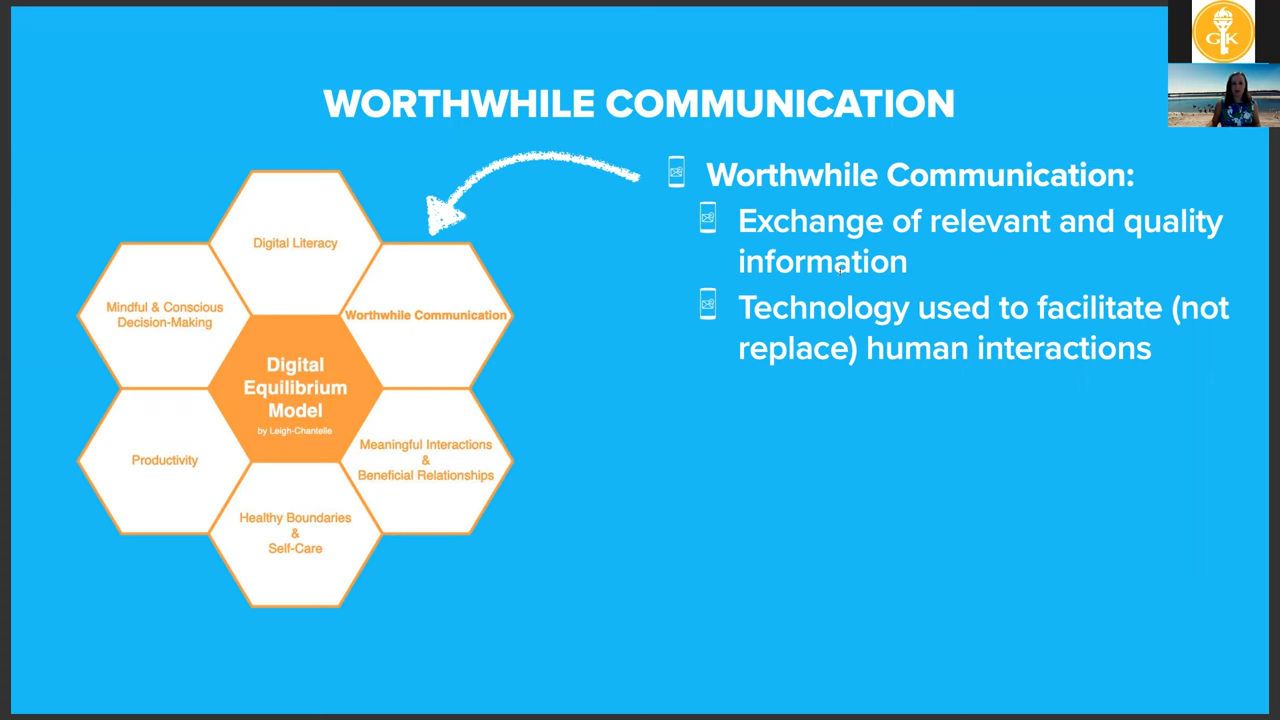 WORTHWHILE COMMUNICATION
Worthwhile Communication:
Exchange of relevant and quality
information
Technology used to facilitate (not
replace) human interactions
Digital Literacy
Worthwhile Communication
Meaningful Interactions
&
Beneficial Relationships
Healthy Boundaries
&
Self-Care
Productivity
Mindful & Conscious
Decision-Making
Digital
Equilibrium
Model
by Leigh-Chantelle
G K